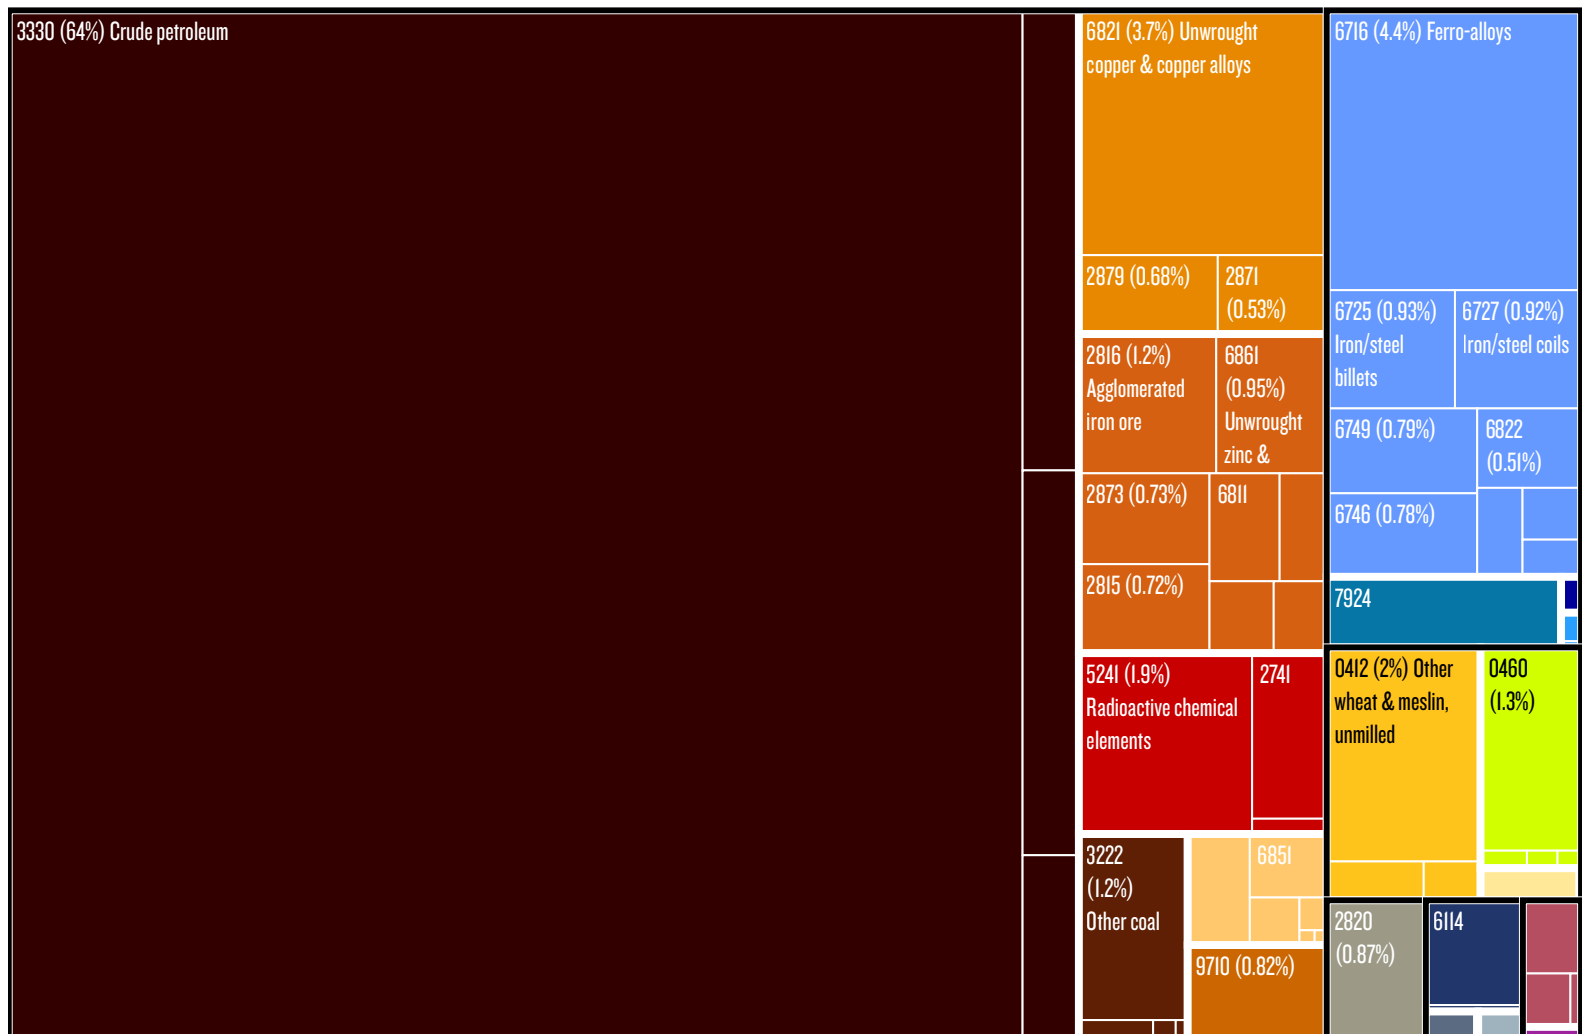 3330 (64%) Crude petroleum
6821 (3.7%) Unwrought
copper & copper alloys
2879 (0.68%)
2871
(0.53%)
2816 (1.2%)
Agglomerated
iron ore
6861
(0.95%)
Unwrought
zinc &
2873 (0.73%)
6811
2815 (0.72%)
5241 (1.9%)
Radioactive chemical
elements
2741
3222
(1.2%)
Other coal
6851
9710 (0.82%)
6716 (4.4%) Ferro-alloys
6725 (0.93%)
Iron/steel
billets
6727 (0.92%)
Iron/steel coils
6749 (0.79%)
6822
(0.51%)
6746 (0.78%)
7924
0412 (2%) Other
wheat & meslin,
unmilled
0460
(1.3%)
2820
(0.87%)
6114